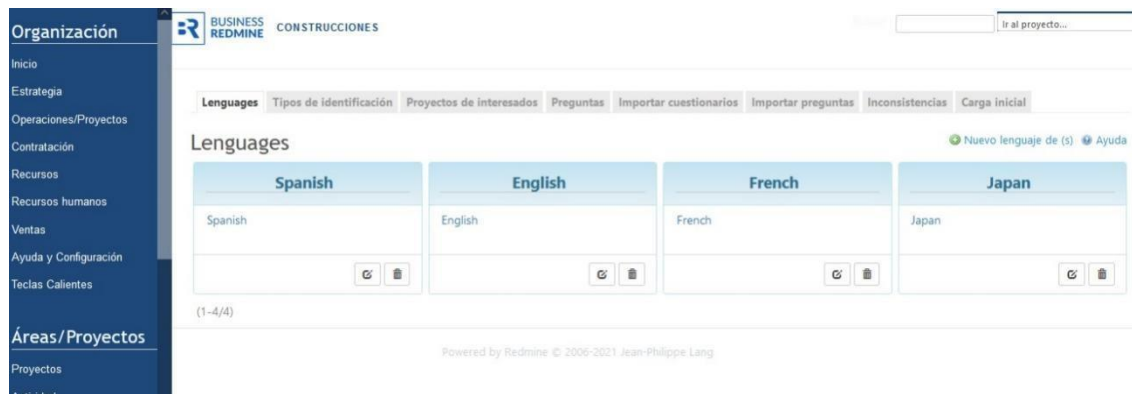 Organización
Inicio
Estrategia
Operaciones/Proyectos
Contratación
Recursos
Recursos humanos
Ventas
Ayuda y Configuración
Teclas Calientes
Áreas/Proyectos
Proyectos
BUSINESS
REDMINE
CONSTRUCCIONES
Ir al proyecto...
Lenguages Tipos de identificación Proyectos de interesados Preguntas Importar cuestionarios Importar preguntas Inconsistencias Carga inicial
Lenguages
Nuevo lenguaje de (s) Ayuda
Spanish English French Japan
Spanish English French Japan
(1-4/4)
Powered by Redmine © 2006-2021 Jean-Philippe Lang